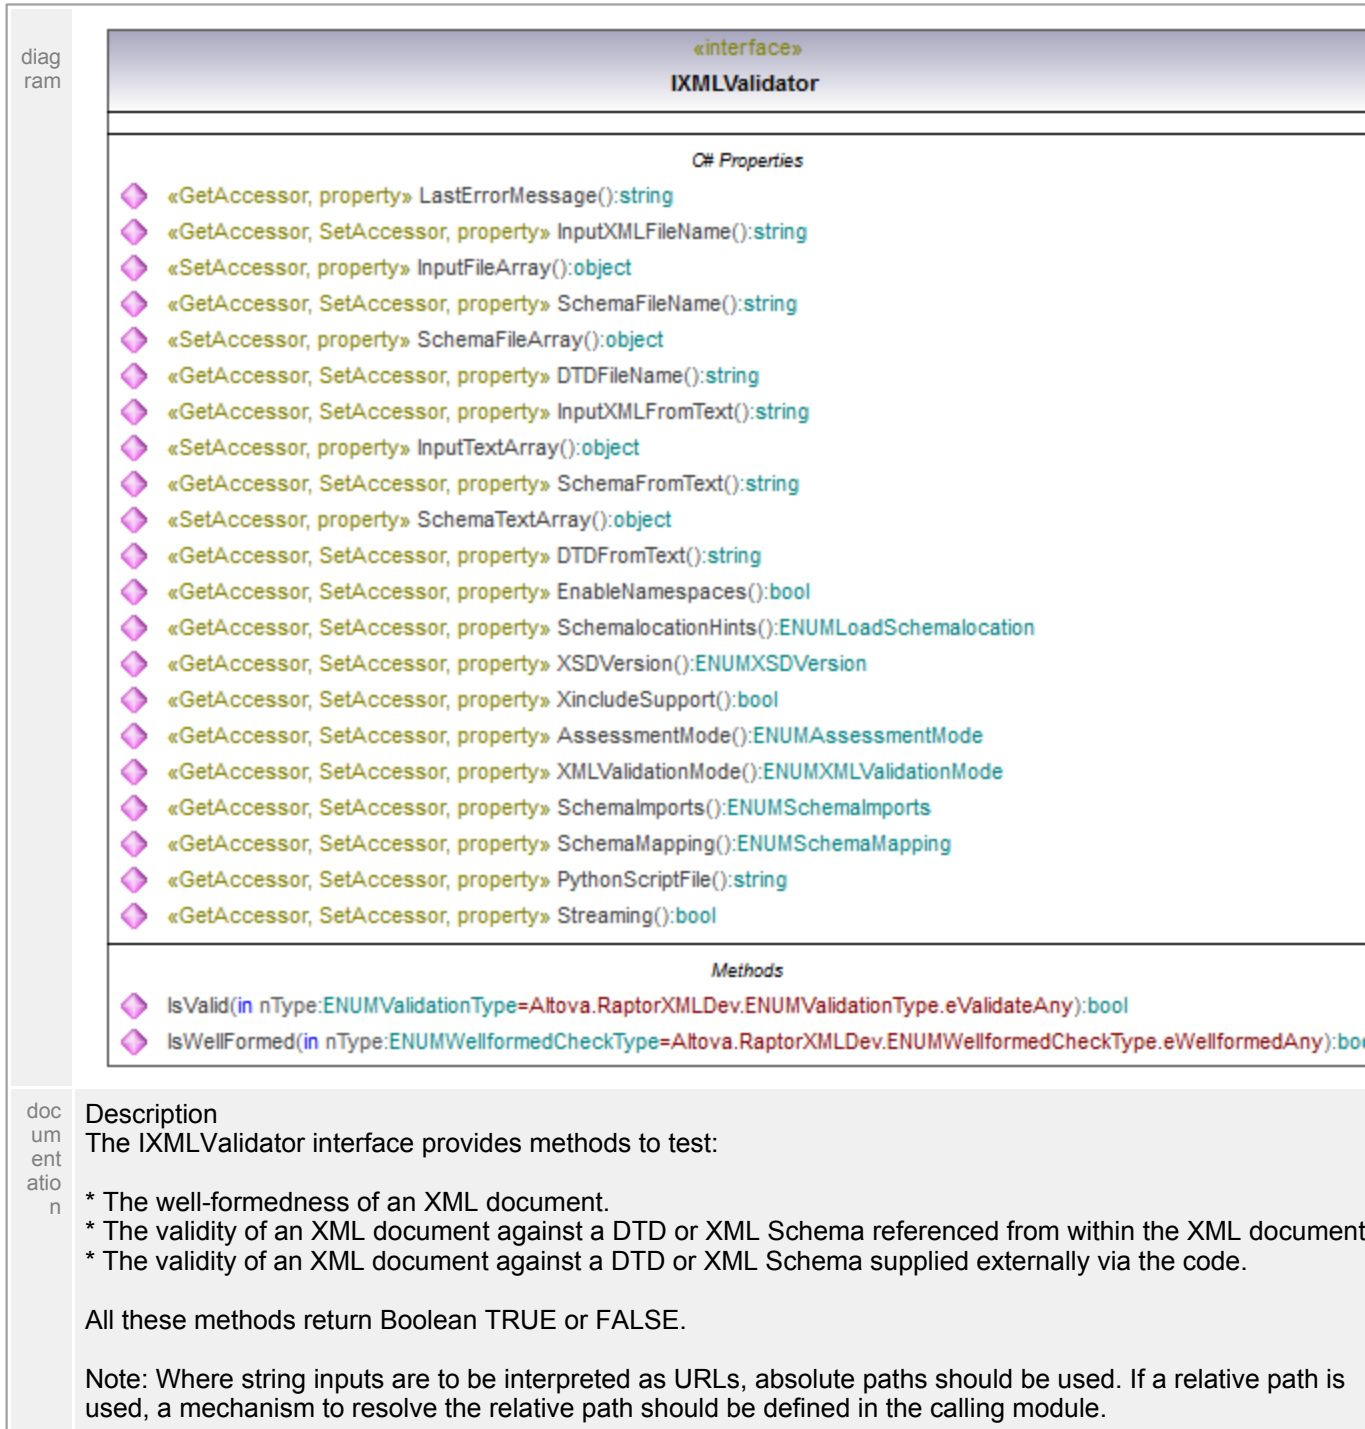 diag
ram
«interface»
IXMLValidator
C# Properties
«GetAccessor, property» LastErrorMessage():string
«GetAccessor, SetAccessor, property» InputXMLFileName():string
«SetAccessor, property» InputFileArray():object
«GetAccessor, SetAccessor, property» SchemaFileName():string
«SetAccessor, property» SchemaFileArray():object
«GetAccessor, SetAccessor, property» DTDFileName():string
«GetAccessor, SetAccessor, property» InputXMLFromText():string
«SetAccessor, property» InputTextArray():object
«GetAccessor, SetAccessor, property» SchemaFromText():string
«SetAccessor, property» SchemaTextArray():object
«GetAccessor, SetAccessor, property» DTDFromText():string
«GetAccessor, SetAccessor, property» EnableNamespaces():bool
«GetAccessor, SetAccessor, property» SchemalocationHints():ENUMLoadSchemalocation
«GetAccessor, SetAccessor, property» XSDVersion():ENUMXSDVersion
«GetAccessor, SetAccessor, property» XincludeSupport():bool
«GetAccessor, SetAccessor, property» AssessmentMode():ENUMAssessmentMode
«GetAccessor, SetAccessor, property» XMLValidationMode():ENUMXMLValidationMode
«GetAccessor, SetAccessor, property» SchemaImports():ENUMSchemaImports
«GetAccessor, SetAccessor, property» SchemaMapping():ENUMSchemaMapping
«GetAccessor, SetAccessor, property» PythonScriptFile():string
«GetAccessor, SetAccessor, property» Streaming():bool
Methods
IsValid(in nType:ENUMValidationType=Altova.RaptorXMLDev.ENUMValidationType.eValidateAny):bool
IsWellFormed(in nType:ENUMWellformedCheckType=Altova.RaptorXMLDev.ENUMWellformedCheckType.eWellformedAny):boo
doc
um
ent
atio
n
Description
The IXMLValidator interface provides methods to test:
* The well-formedness of an XML document.
* The validity of an XML document against a DTD or XML Schema referenced from within the XML document
* The validity of an XML document against a DTD or XML Schema supplied externally via the code.
All these methods return Boolean TRUE or FALSE.
Note: Where string inputs are to be interpreted as URLs, absolute paths should be used. If a relative path is
used, a mechanism to resolve the relative path should be defined in the calling module.